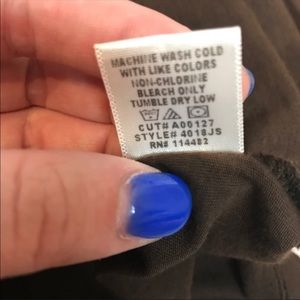 MACHINE WASH COLD
WITH LIKE COLORS
NON-CHLORINE
BLEACH ONLY
TUMBLE DRY LOW
CUT# A00127
STYLE# 4018JS
RN# 114482